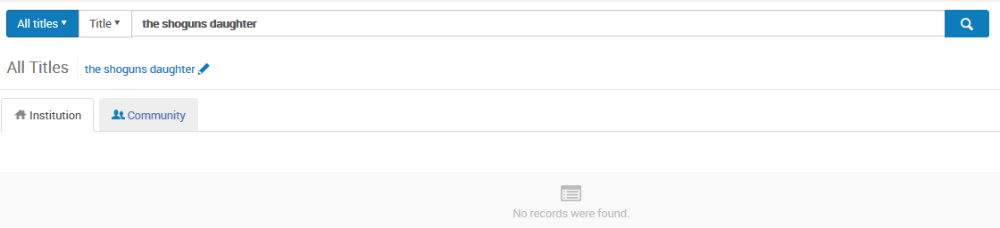 All titles Title the shoguns daughter
All Titles the shoguns daughter
Institution Community
No records were found.